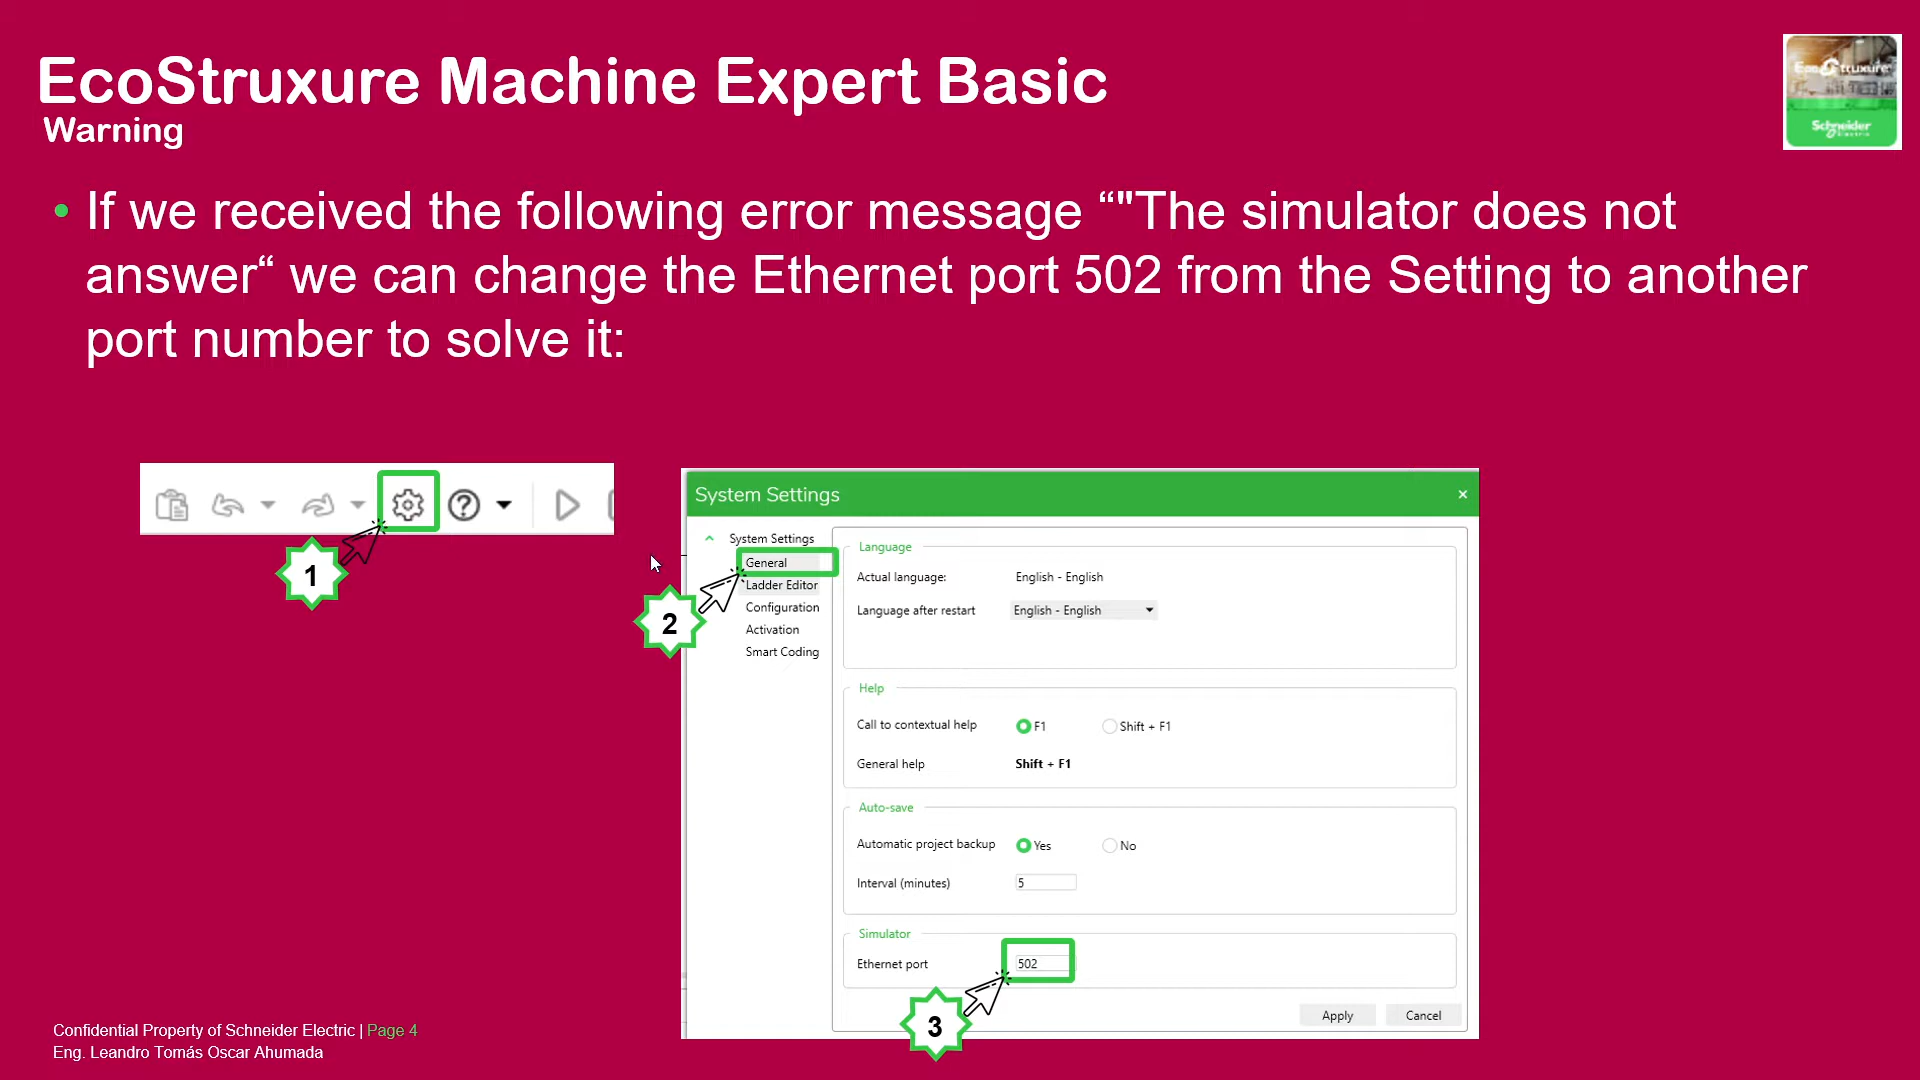 EcoStruxure Machine Expert Basic
Warning
EcoStruxure
Schneider
Electric
• If we received the following error message “"The simulator does not
answer“ we can change the Ethernet port 502 from the Setting to another
port number to solve it:
1
System Settings
System Settings
General
Ladder Editor
Configuration
Activation
Smart Coding
2
Language
Actual language: English - English
Language after restart English - English
Help
Call to contextual help F1 Shift + F1
General help Shift + F1
Auto-save
Automatic project backup Yes No
Interval (minutes) 5
Simulator
Ethernet port 502
3
Apply Cancel
Confidential Property of Schneider Electric | Page 4
Eng. Leandro Tomás Oscar Ahumada